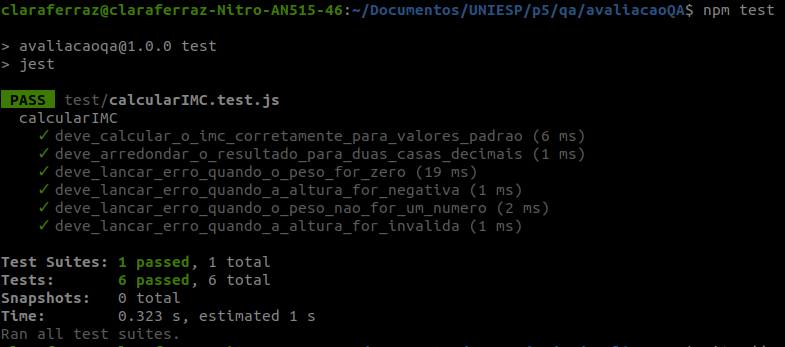 claraferraz@claraferraz-Nitro-AN515-46:~/Documentos/UNIESP/p5/qa/avaliacaoQA$ npm test
> avaliacaoqa@1.0.0 test
> jest
PASS test/calcularIMC.test.js
calcularIMC
✓ deve_calcular_o_imc_corretamente_para_valores_padrao (6 ms)
✓ deve_arredondar_o_resultado_para_duas_casas_decimais (1 ms)
✓ deve_lancar_erro_quando_o_peso_for_zero (19 ms)
✓ deve_lancar_erro_quando_a_altura_for_negativa (1 ms)
✓ deve_lancar_erro_quando_o_peso_nao_for_um_numero (2 ms)
✓ deve_lancar_erro_quando_a_altura_for_invalida (1 ms)
Test Suites: 1 passed, 1 total
Tests: 6 passed, 6 total
Snapshots: 0 total
Time: 0.323 s, estimated 1 s
Ran all test suites.